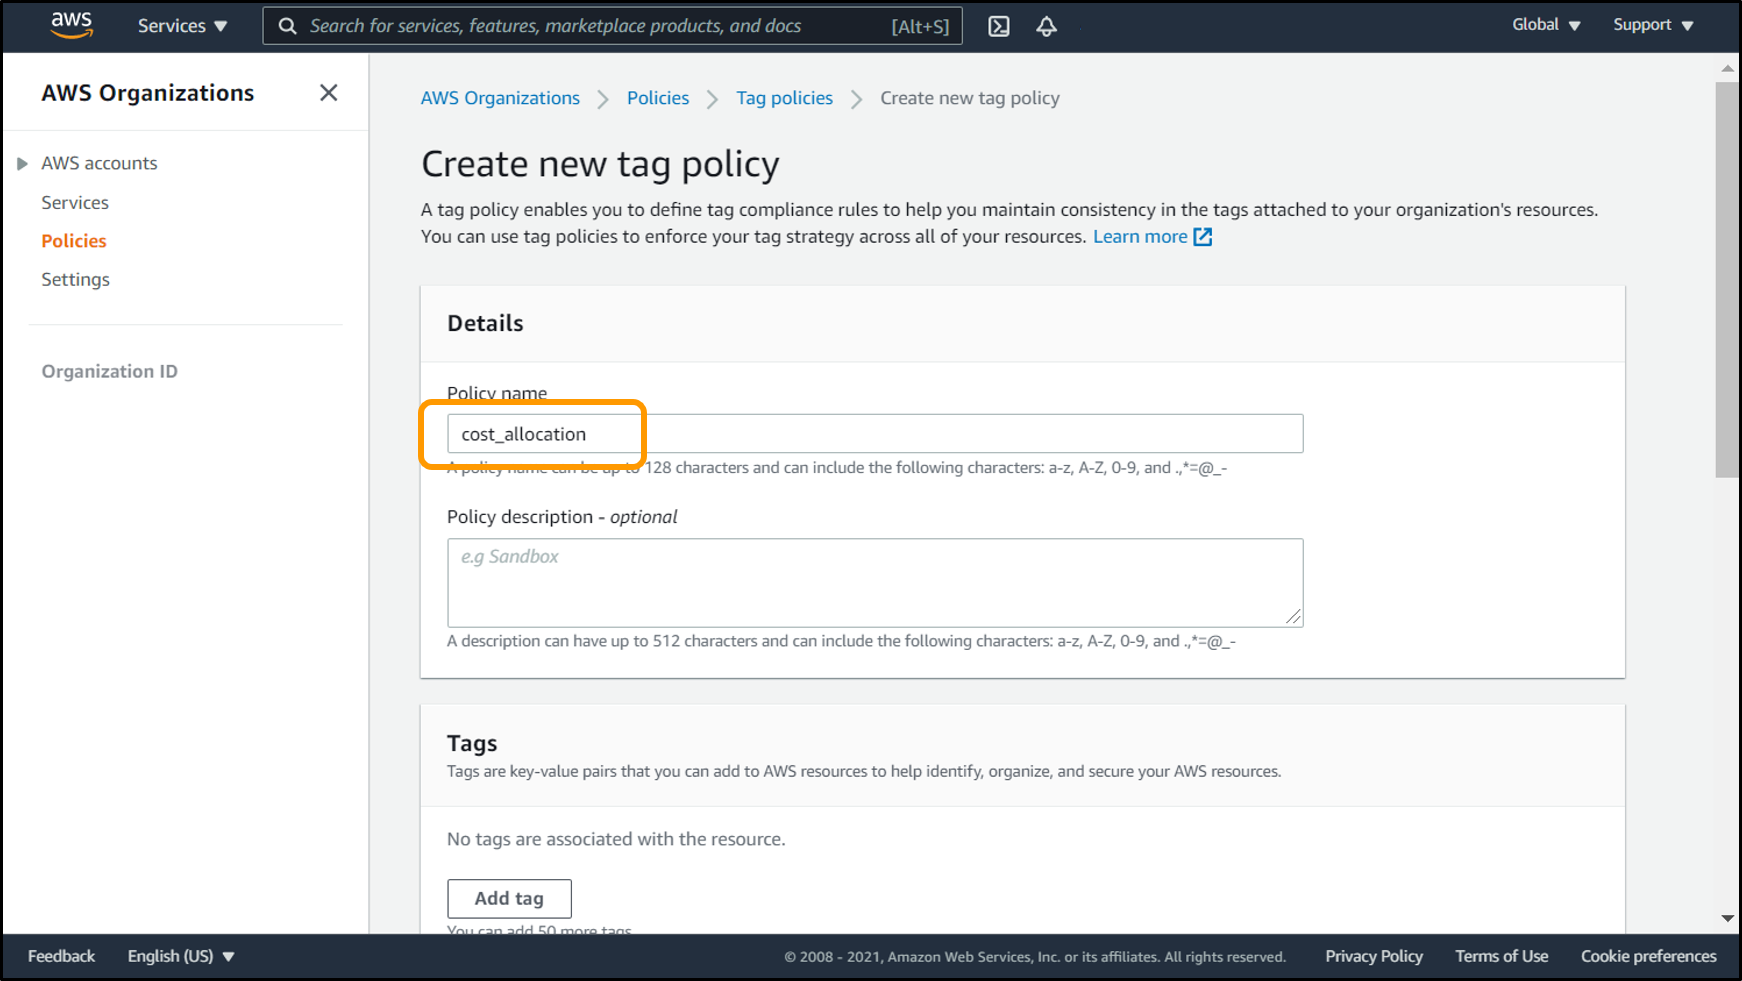 aws Services Search for services, features, marketplace products, and docs [Alt+S] Global Support
AWS Organizations
AWS accounts
Services
Policies
Settings
Organization ID
AWS Organizations Policies Tag policies Create new tag policy
Create new tag policy
A tag policy enables you to define tag compliance rules to help you maintain consistency in the tags attached to your organization's resources.
You can use tag policies to enforce your tag strategy across all of your resources. Learn more
Details
Policy name
cost_allocation
A policy name can be up to 128 characters and can include the following characters: a-z, A-Z, 0-9, and .,*=@_-
Policy description - optional
e.g Sandbox
A description can have up to 512 characters and can include the following characters: a-z, A-Z, 0-9, and .,*=@_-
Tags
Tags are key-value pairs that you can add to AWS resources to help identify, organize, and secure your AWS resources.
No tags are associated with the resource.
Add tag
You can add 50 more tags
Feedback English (US) © 2008 - 2021, Amazon Web Services, Inc. or its affiliates. All rights reserved. Privacy Policy Terms of Use Cookie preferences